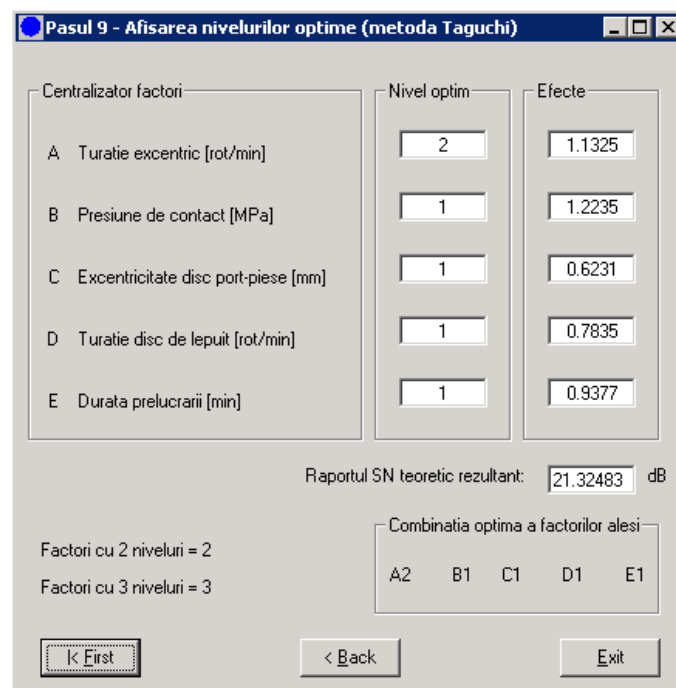 Pasul 9 - Afisarea nivelurilor optime (metoda Taguchi)
Centralizator factori Nivel optim Efecte
A Turatie excentric [rot/min] 2 1.1325
B Presiune de contact [MPa] 1 1.2235
C Excentricitate disc port-piese [mm] 1 0.6231
D Turatie disc de lepuit [rot/min] 1 0.7835
E Durata prelucrarii [min] 1 0.9377
Raportul SN teoretic rezultant: 21.32483 dB
Combinatia optima a factorilor alesi
Factori cu 2 niveluri = 2
A2 B1 C1 D1 E1
Factori cu 3 niveluri = 3
|< First < Back Exit